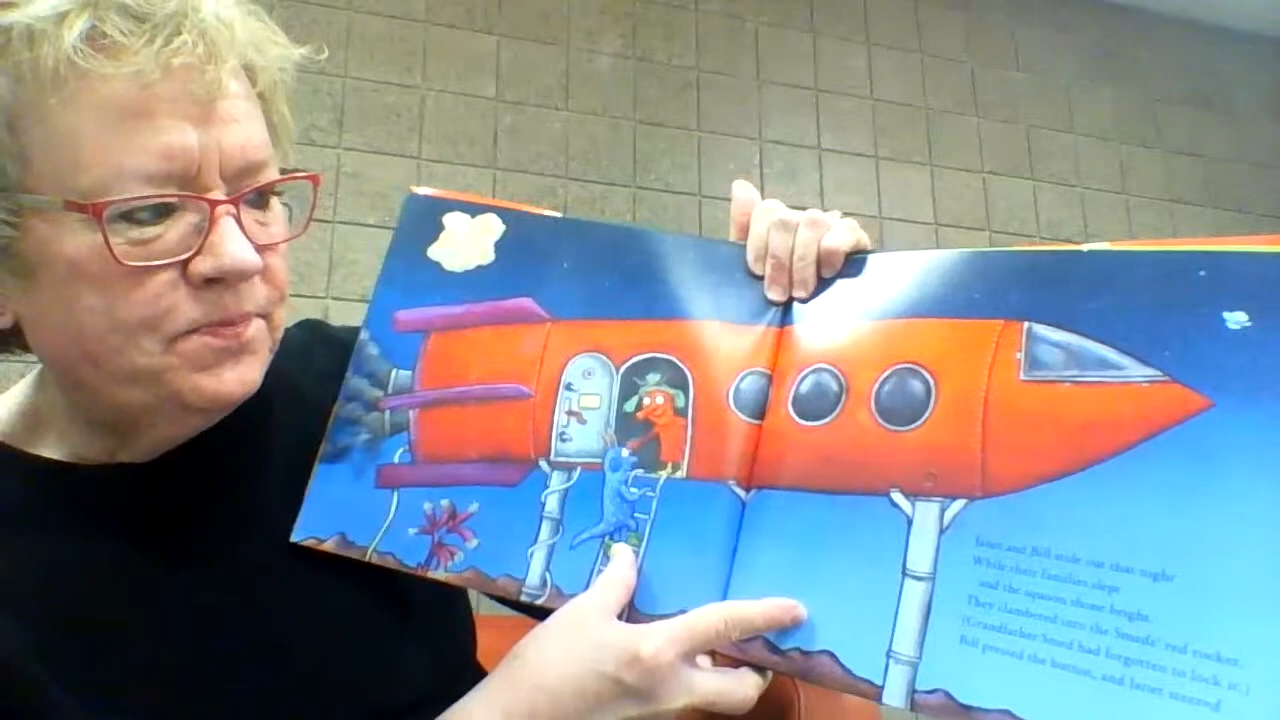 Janet and Bill stole out that night
While their families slept
and the squoon shone bright.
They clambered into the Smeds' red rocket.
(Grandfather Smed had forgotten to lock it.)
Bill pressed the button, and Janet steered